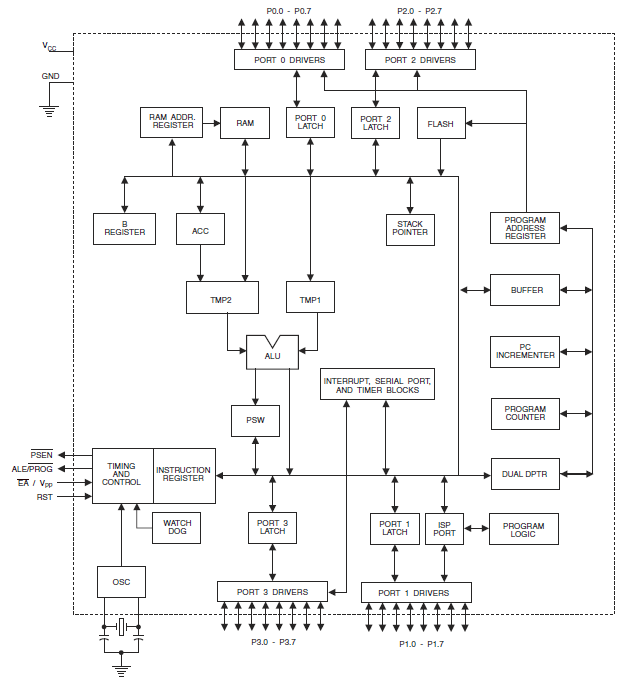 P0.0 - P0.7
P2.0 - P2.7
VCC
GND
PORT 0 DRIVERS
PORT 2 DRIVERS
RAM ADDR.
REGISTER
RAM
PORT 0
LATCH
PORT 2
LATCH
FLASH
B
REGISTER
ACC
STACK
POINTER
PROGRAM
ADDRESS
REGISTER
TMP2
TMP1
BUFFER
ALU
PC
INCREMENTER
INTERRUPT, SERIAL PORT,
AND TIMER BLOCKS
PSW
PROGRAM
COUNTER
PSEN
ALE/PROG
EA / VPP
RST
TIMING
AND
CONTROL
INSTRUCTION
REGISTER
DUAL DPTR
WATCH
DOG
PORT 3
LATCH
PORT 1
LATCH
ISP
PORT
PROGRAM
LOGIC
OSC
PORT 3 DRIVERS
PORT 1 DRIVERS
P3.0 - P3.7
P1.0 - P1.7